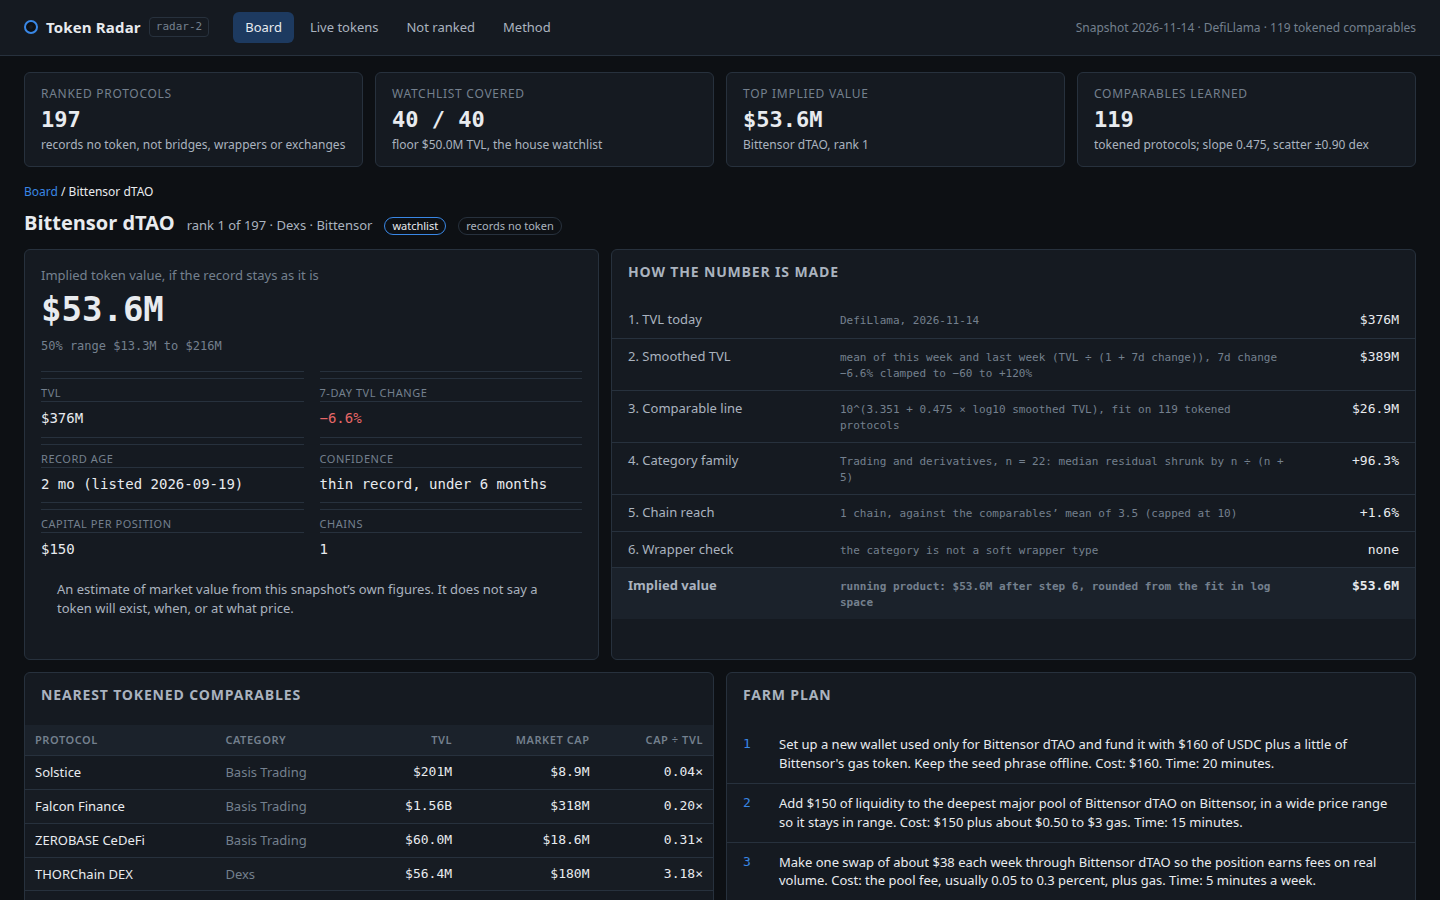 Token Radar radar-2 Board Live tokens Not ranked Method Snapshot 2026-11-14 · DefiLlama · 119 tokened comparables
RANKED PROTOCOLS
197
records no token, not bridges, wrappers or exchanges
WATCHLIST COVERED
40 / 40
floor $50.0M TVL, the house watchlist
TOP IMPLIED VALUE
$53.6M
Bittensor dTAO, rank 1
COMPARABLES LEARNED
119
tokened protocols; slope 0.475, scatter ±0.90 dex
Board / Bittensor dTAO
Bittensor dTAO rank 1 of 197 · Dexs · Bittensor watchlist records no token
Implied token value, if the record stays as it is
$53.6M
50% range $13.3M to $216M
TVL
$376M
7-DAY TVL CHANGE
−6.6%
RECORD AGE
2 mo (listed 2026-09-19)
CONFIDENCE
thin record, under 6 months
CAPITAL PER POSITION
$150
CHAINS
1
An estimate of market value from this snapshot’s own figures. It does not say a
token will exist, when, or at what price.
HOW THE NUMBER IS MADE
1. TVL today DefiLlama, 2026-11-14 $376M
2. Smoothed TVL mean of this week and last week (TVL ÷ (1 + 7d change)), 7d change $389M
−6.6% clamped to −60 to +120%
3. Comparable line 10^(3.351 + 0.475 × log10 smoothed TVL), fit on 119 tokened $26.9M
protocols
4. Category family Trading and derivatives, n = 22: median residual shrunk by n ÷ (n + +96.3%
5)
5. Chain reach 1 chain, against the comparables’ mean of 3.5 (capped at 10) +1.6%
6. Wrapper check the category is not a soft wrapper type none
Implied value running product: $53.6M after step 6, rounded from the fit in log $53.6M
space
NEAREST TOKENED COMPARABLES
PROTOCOL CATEGORY TVL MARKET CAP CAP ÷ TVL
Solstice Basis Trading $201M $8.9M 0.04×
Falcon Finance Basis Trading $1.56B $318M 0.20×
ZEROBASE CeDeFi Basis Trading $60.0M $18.6M 0.31×
THORChain DEX Dexs $56.4M $180M 3.18×
FARM PLAN
1 Set up a new wallet used only for Bittensor dTAO and fund it with $160 of USDC plus a little of
Bittensor's gas token. Keep the seed phrase offline. Cost: $160. Time: 20 minutes.
2 Add $150 of liquidity to the deepest major pool of Bittensor dTAO on Bittensor, in a wide price range
so it stays in range. Cost: $150 plus about $0.50 to $3 gas. Time: 15 minutes.
3 Make one swap of about $38 each week through Bittensor dTAO so the position earns fees on real
volume. Cost: the pool fee, usually 0.05 to 0.3 percent, plus gas. Time: 5 minutes a week.